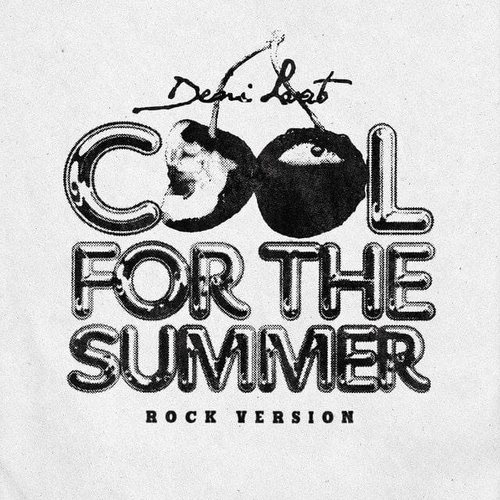 Demi Lovato
COOL
FOR THE
SUMMER
ROCK VERSION